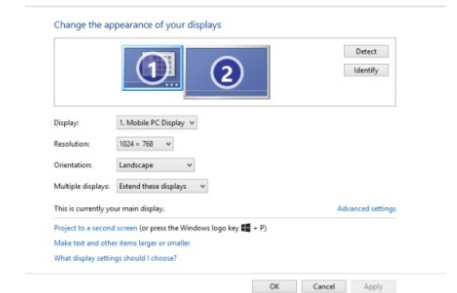 Change the appearance of your displays
1 2
Detect
Identify
Display: 1. Mobile PC Display
Resolution: 1024 × 768
Orientation: Landscape
Multiple displays: Extend these displays
This is currently your main display.
Advanced settings
Project to a second screen (or press the Windows logo key + P)
Make text and other items larger or smaller
What display settings should I choose?
OK Cancel Apply